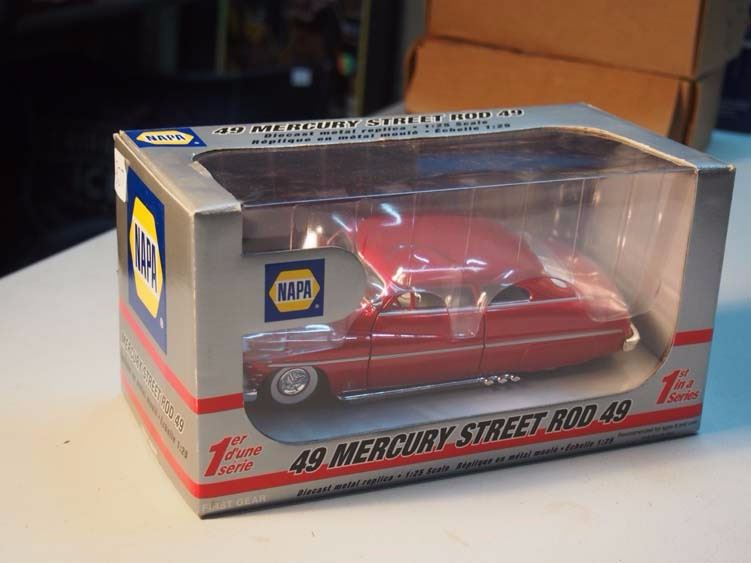 NAPA
49 MERCURY STREET ROD 49
Diecast metal replica • 1:25 Scale
Réplique en métal moulé • Échelle 1:25
NAPA
NAPA
MERCURY STREET ROD 49
1er
d'une
série
1st
in a
Series
49 MERCURY STREET ROD 49
Diecast metal replica • 1:25 Scale Réplique en métal moulé • Échelle 1:25
FIRST GEAR